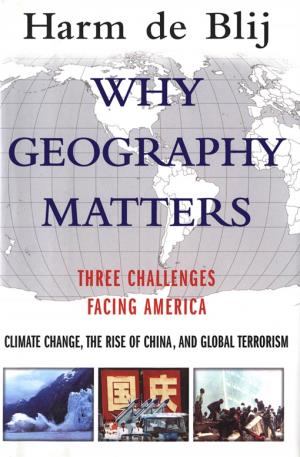 Harm de Blij
WHY
GEOGRAPHY
MATTERS
THREE CHALLENGES
FACING AMERICA
CLIMATE CHANGE, THE RISE OF CHINA, AND GLOBAL TERRORISM
国庆